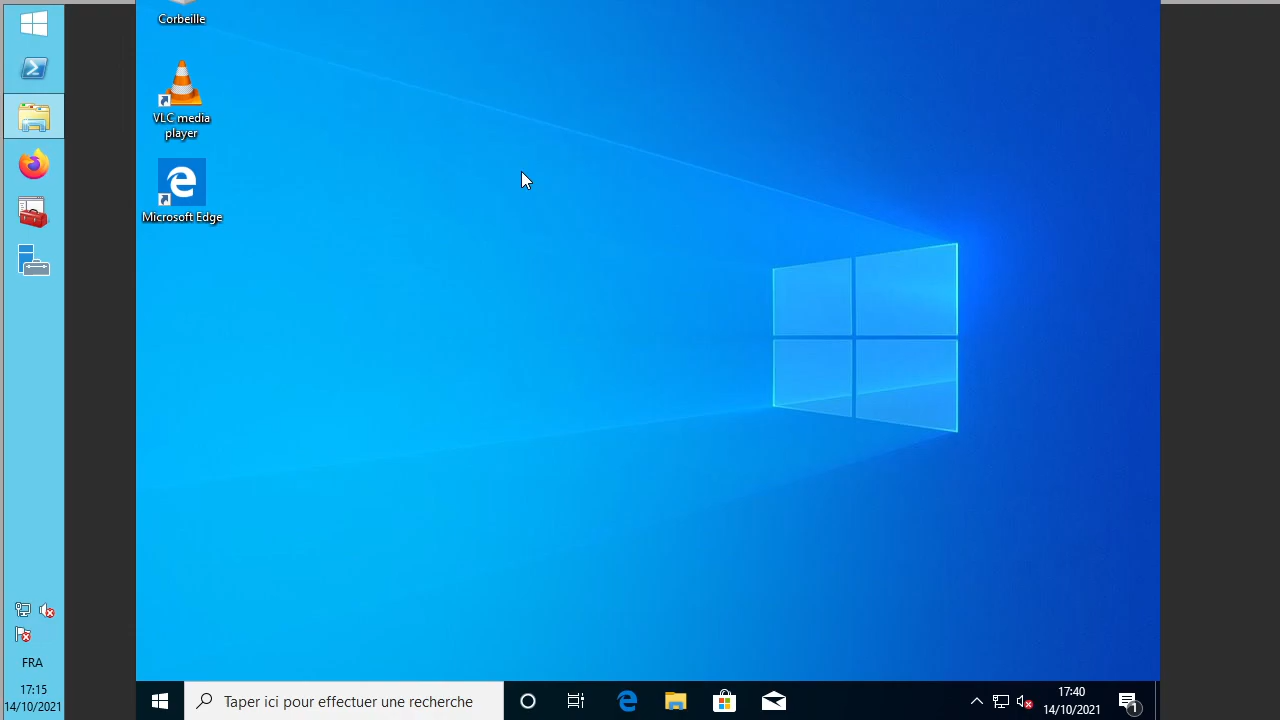 Corbeille
VLC media
player
Microsoft Edge
FRA
17:15
14/10/2021
Taper ici pour effectuer une recherche
17:40
14/10/2021
1